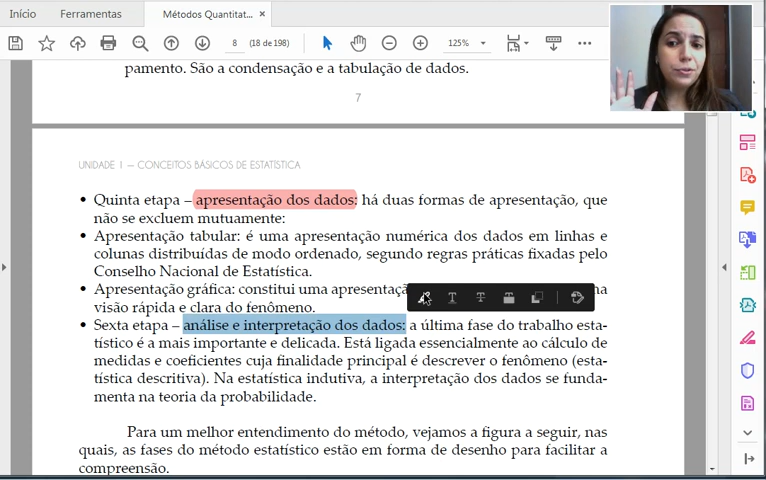 Início Ferramentas Métodos Quantitat... ×
8 (18 de 198) 125%
pamento. São a condensação e a tabulação de dados.
7
UNIDADE 1 — CONCEITOS BÁSICOS DE ESTATÍSTICA
• Quinta etapa – apresentação dos dados: há duas formas de apresentação, que
não se excluem mutuamente:
• Apresentação tabular: é uma apresentação numérica dos dados em linhas e
colunas distribuídas de modo ordenado, segundo regras práticas fixadas pelo
Conselho Nacional de Estatística.
• Apresentação gráfica: constitui uma apresentaçã
visão rápida e clara do fenômeno.
• Sexta etapa – análise e interpretação dos dados: a última fase do trabalho esta-
tístico é a mais importante e delicada. Está ligada essencialmente ao cálculo de
medidas e coeficientes cuja finalidade principal é descrever o fenômeno (esta-
tística descritiva). Na estatística indutiva, a interpretação dos dados se funda-
menta na teoria da probabilidade.
Para um melhor entendimento do método, vejamos a figura a seguir, nas
quais, as fases do método estatístico estão em forma de desenho para facilitar a
compreensão.